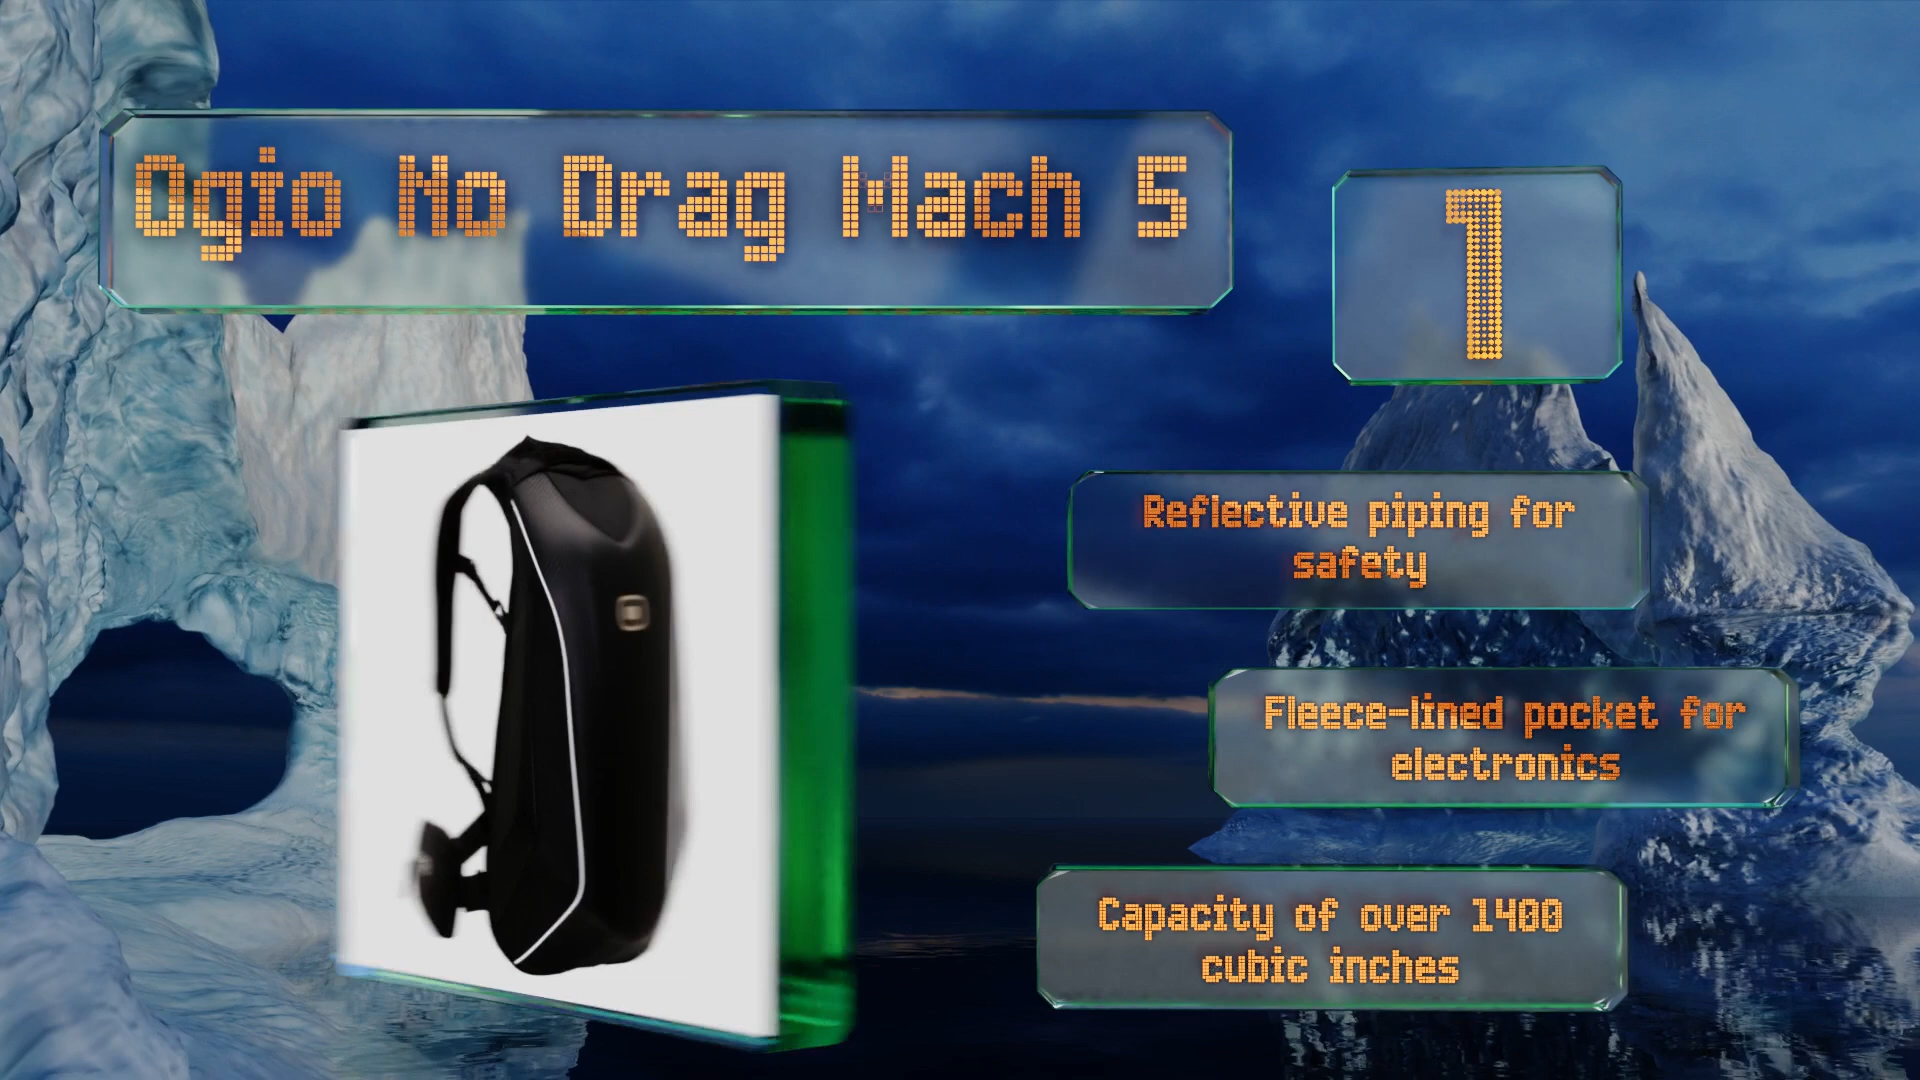 Ogio No Drag Mach 5
1
Reflective piping for
safety
Fleece-lined pocket for
electronics
Capacity of over 1400
cubic inches